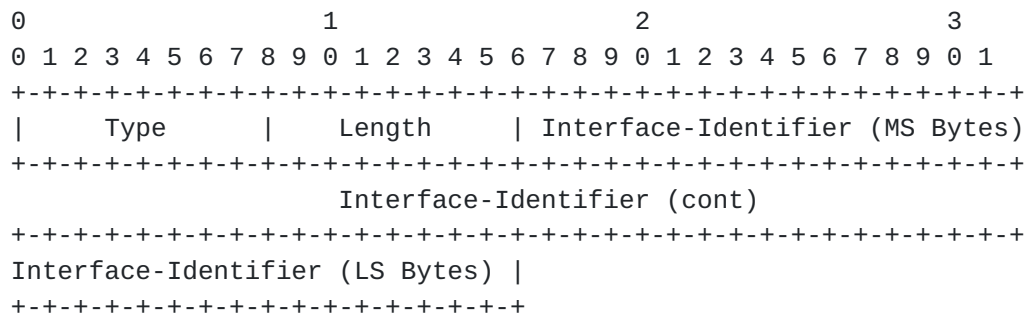 0                   1                   2                   3
0 1 2 3 4 5 6 7 8 9 0 1 2 3 4 5 6 7 8 9 0 1 2 3 4 5 6 7 8 9 0 1
+-+-+-+-+-+-+-+-+-+-+-+-+-+-+-+-+-+-+-+-+-+-+-+-+-+-+-+-+-+-+-+-+
|     Type      |    Length     | Interface-Identifier (MS Bytes)
+-+-+-+-+-+-+-+-+-+-+-+-+-+-+-+-+-+-+-+-+-+-+-+-+-+-+-+-+-+-+-+-+
                     Interface-Identifier (cont)
+-+-+-+-+-+-+-+-+-+-+-+-+-+-+-+-+-+-+-+-+-+-+-+-+-+-+-+-+-+-+-+-+
Interface-Identifier (LS Bytes) |
+-+-+-+-+-+-+-+-+-+-+-+-+-+-+-+-+